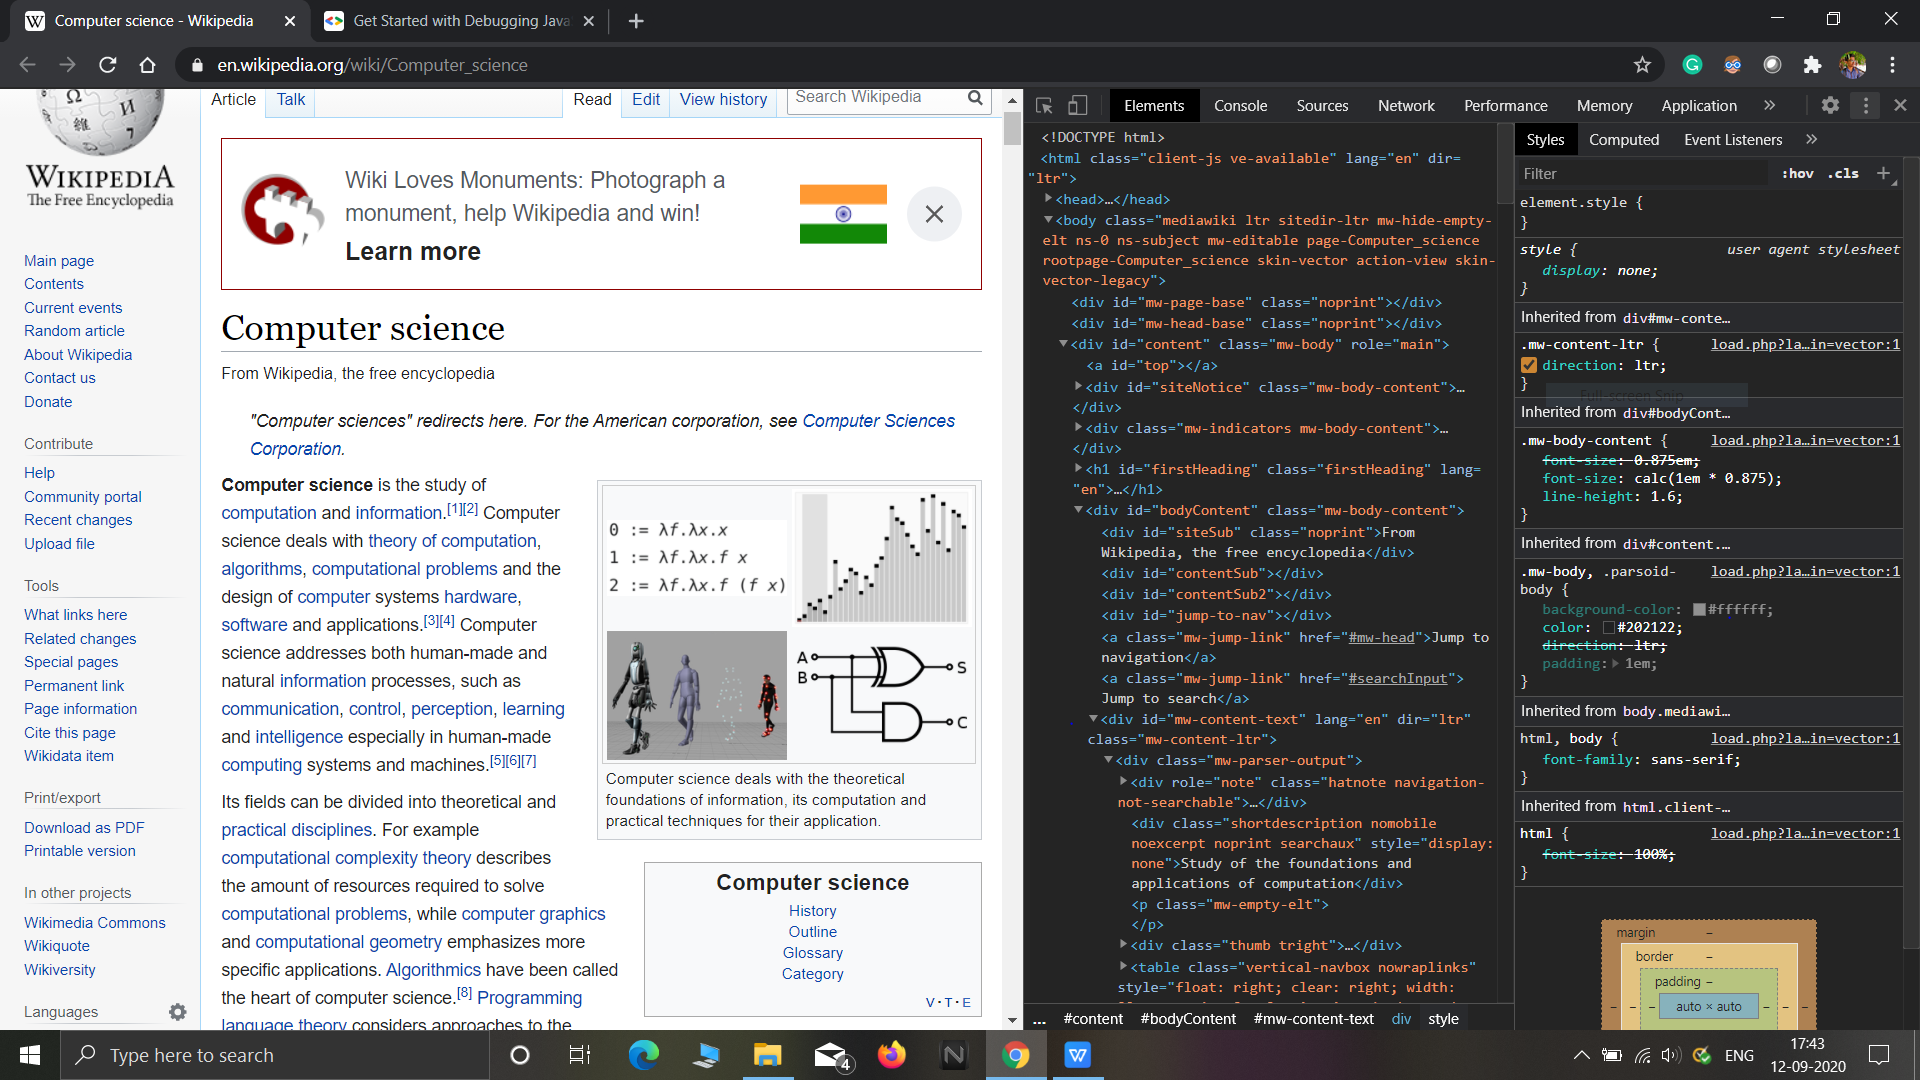 Computer science - Wikipedia
Get Started with Debugging Java
en.wikipedia.org/wiki/Computer_science
WIKIPEDIA
The Free Encyclopedia
Main page
Contents
Current events
Random article
About Wikipedia
Contact us
Donate
Contribute
Help
Community portal
Recent changes
Upload file
Tools
What links here
Related changes
Special pages
Permanent link
Page information
Cite this page
Wikidata item
Print/export
Download as PDF
Printable version
In other projects
Wikimedia Commons
Wikiquote
Wikiversity
Languages
Article Talk Read Edit View history Search Wikipedia
Wiki Loves Monuments: Photograph a
monument, help Wikipedia and win!
Learn more
Computer science
From Wikipedia, the free encyclopedia
"Computer sciences" redirects here. For the American corporation, see Computer Sciences
Corporation.
Computer science is the study of
computation and information.[1][2] Computer
science deals with theory of computation,
algorithms, computational problems and the
design of computer systems hardware,
software and applications.[3][4] Computer
science addresses both human-made and
natural information processes, such as
communication, control, perception, learning
and intelligence especially in human-made
computing systems and machines.[5][6][7]
Its fields can be divided into theoretical and
practical disciplines. For example
computational complexity theory describes
the amount of resources required to solve
computational problems, while computer graphics
and computational geometry emphasizes more
specific applications. Algorithmics have been called
the heart of computer science.[8] Programming
language theory considers approaches to the
0 := λf.λx.x
1 := λf.λx.f x
2 := λf.λx.f (f x)
A
B
S
C
Computer science deals with the theoretical
foundations of information, its computation and
practical techniques for their application.
Computer science
History
Outline
Glossary
Category
V · T · E
Elements Console Sources Network Performance Memory Application »
<!DOCTYPE html>
<html class="client-js ve-available" lang="en" dir=
"ltr">
<head>…</head>
<body class="mediawiki ltr sitedir-ltr mw-hide-empty-
elt ns-0 ns-subject mw-editable page-Computer_science
rootpage-Computer_science skin-vector action-view skin-
vector-legacy">
<div id="mw-page-base" class="noprint"></div>
<div id="mw-head-base" class="noprint"></div>
<div id="content" class="mw-body" role="main">
<a id="top"></a>
<div id="siteNotice" class="mw-body-content">…
</div>
<div class="mw-indicators mw-body-content">…
</div>
<h1 id="firstHeading" class="firstHeading" lang=
"en">…</h1>
<div id="bodyContent" class="mw-body-content">
<div id="siteSub" class="noprint">From
Wikipedia, the free encyclopedia</div>
<div id="contentSub"></div>
<div id="contentSub2"></div>
<div id="jump-to-nav"></div>
<a class="mw-jump-link" href="#mw-head">Jump to
navigation</a>
<a class="mw-jump-link" href="#searchInput">
Jump to search</a>
<div id="mw-content-text" lang="en" dir="ltr"
class="mw-content-ltr">
<div class="mw-parser-output">
<div role="note" class="hatnote navigation-
not-searchable">…</div>
<div class="shortdescription nomobile
noexcerpt noprint searchaux" style="display:
none">Study of the foundations and
applications of computation</div>
<p class="mw-empty-elt">
</p>
<div class="thumb tright">…</div>
<table class="vertical-navbox nowraplinks"
style="float: right; clear: right; width:
... #content #bodyContent #mw-content-text div style
Styles Computed Event Listeners »
Filter :hov .cls +
element.style {
}
style { user agent stylesheet
display: none;
}
Inherited from div#mw-conte…
.mw-content-ltr { load.php?la…in=vector:1
direction: ltr;
}
Full-screen Snip
Inherited from div#bodyCont…
.mw-body-content { load.php?la…in=vector:1
font-size: 0.875em;
font-size: calc(1em * 0.875);
line-height: 1.6;
}
Inherited from div#content.…
.mw-body, .parsoid- load.php?la…in=vector:1
body {
background-color: #ffffff;
color: #202122;
direction: ltr;
padding: 1em;
}
Inherited from body.mediawi…
html, body { load.php?la…in=vector:1
font-family: sans-serif;
}
Inherited from html.client-…
html { load.php?la…in=vector:1
font-size: 100%;
}
margin –
border –
padding –
– – – auto × auto – – –
Type here to search
4
ENG
17:43
12-09-2020